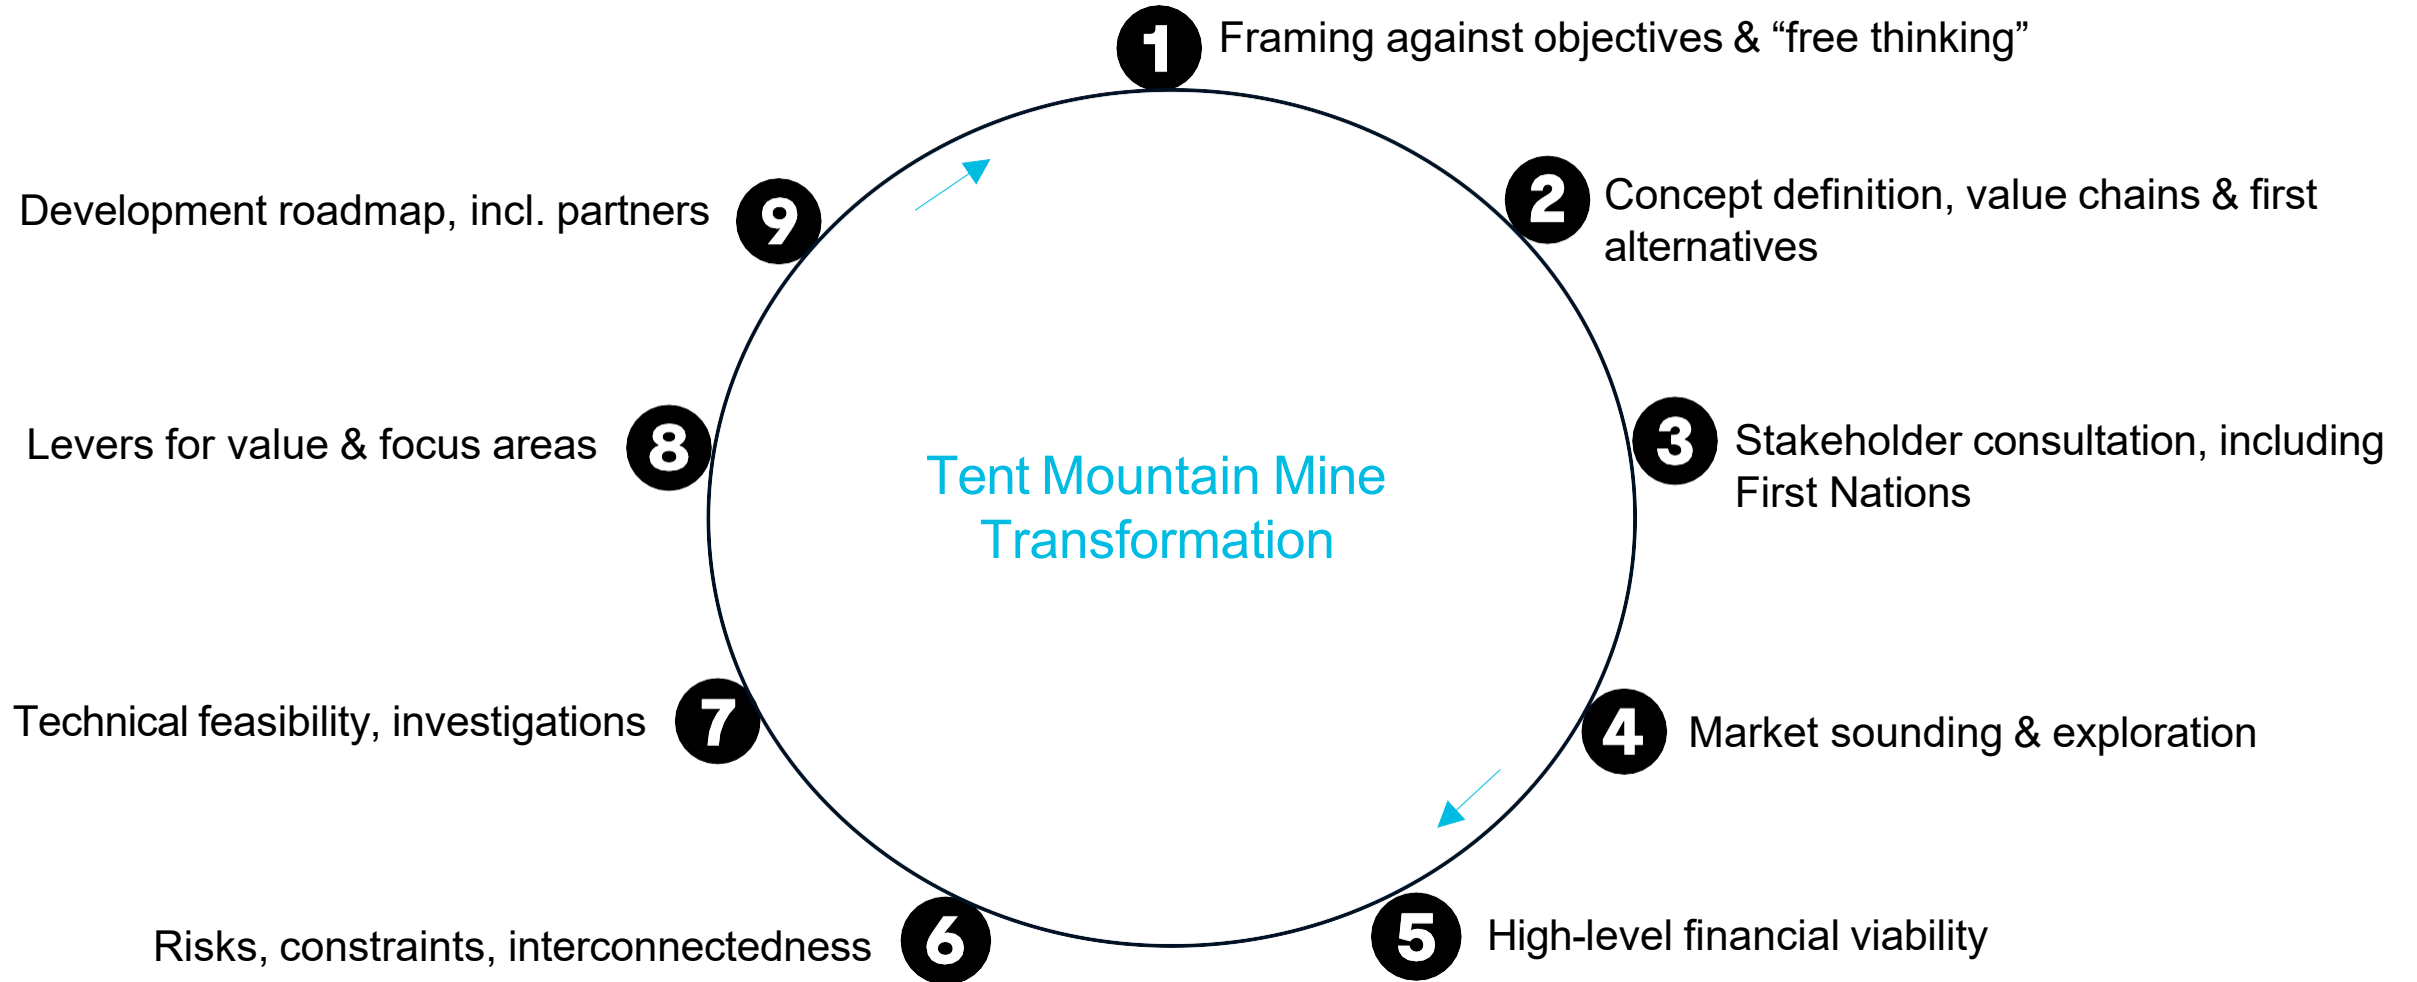 1 Framing against objectives & “free thinking”
2 Concept definition, value chains & first
alternatives
3 Stakeholder consultation, including
First Nations
4 Market sounding & exploration
5 High-level financial viability
6 Risks, constraints, interconnectedness
7 Technical feasibility, investigations
8 Levers for value & focus areas
9 Development roadmap, incl. partners
Tent Mountain Mine
Transformation